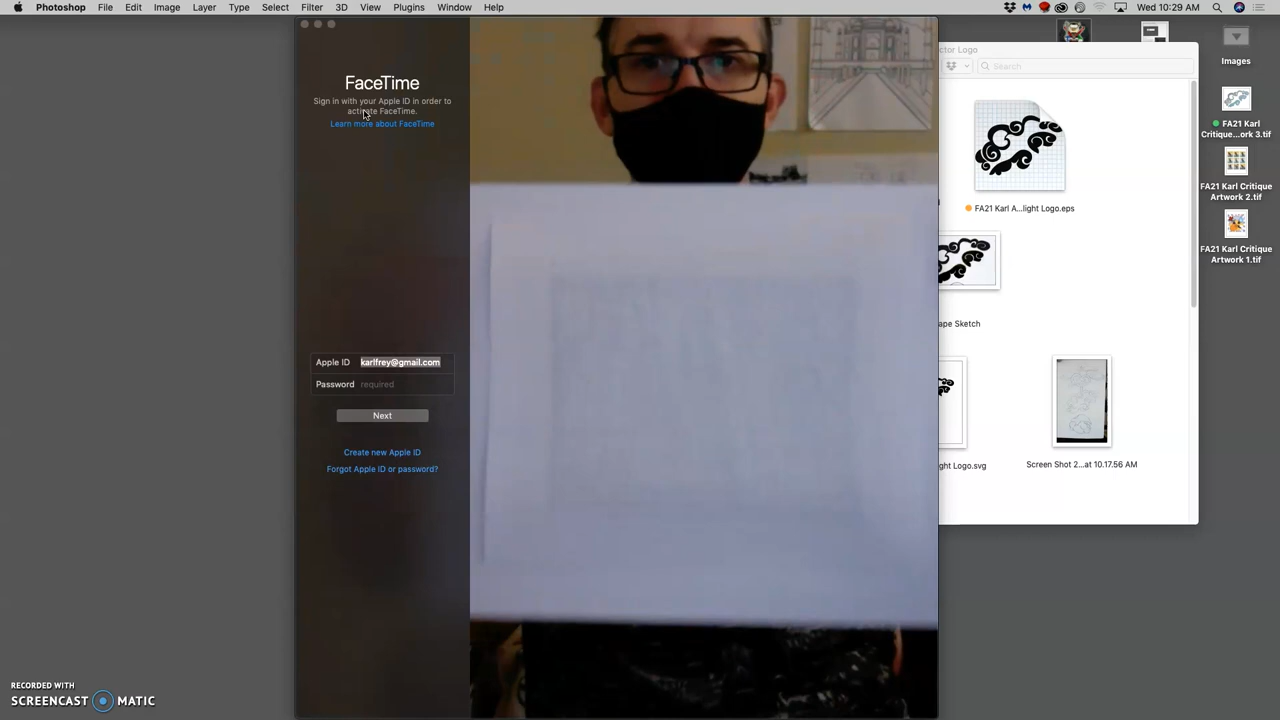 Photoshop File Edit Image Layer Type Select Filter 3D View Plugins Window Help Wed 10:29 AM
FaceTime
Sign in with your Apple ID in order to
activate FaceTime.
Learn more about FaceTime
Apple ID karlfrey@gmail.com
Password required
Next
Create new Apple ID
Forgot Apple ID or password?
ctor Logo
Search
FA21 Karl A...light Logo.eps
ape Sketch
ght Logo.svg
Screen Shot 2...at 10.17.56 AM
Images
FA21 Karl
Critique...ork 3.tif
FA21 Karl Critique
Artwork 2.tif
FA21 Karl Critique
Artwork 1.tif
RECORDED WITH
SCREENCAST MATIC